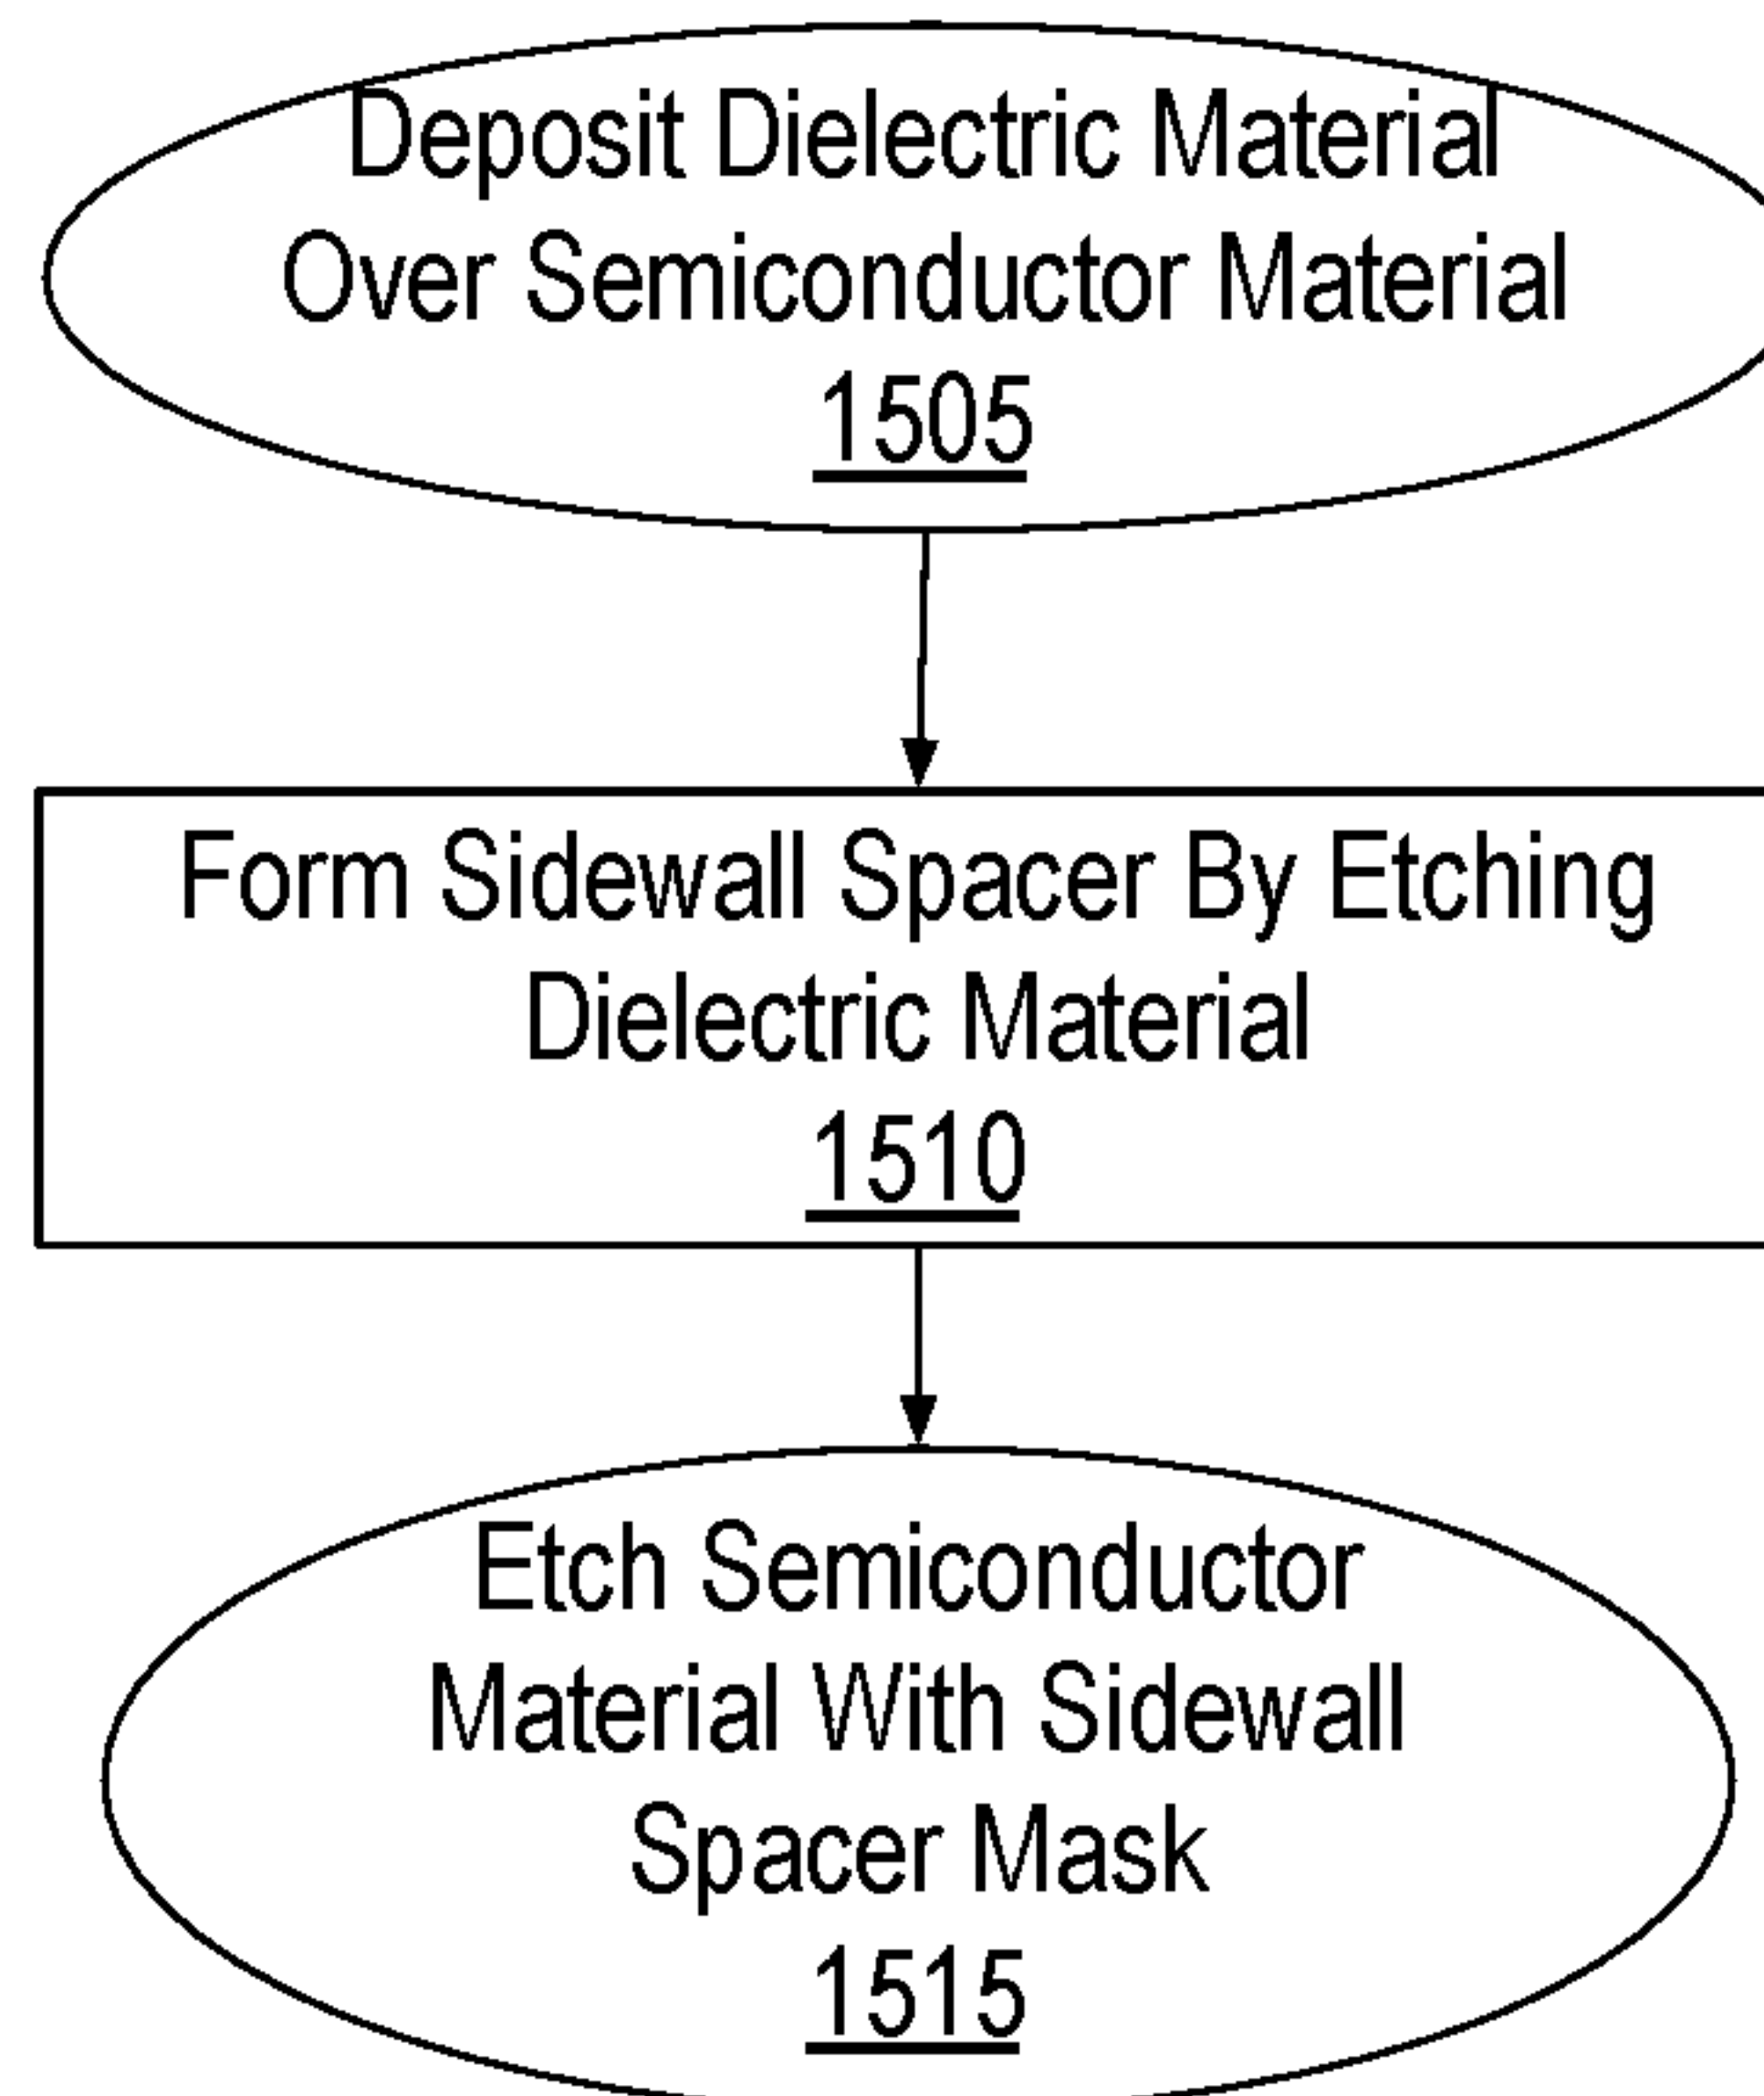 Deposit Dielectric Material
Over Semiconductor Material
1505
Form Sidewall Spacer By Etching
Dielectric Material
1510
Etch Semiconductor
Material With Sidewall
Spacer Mask
1515